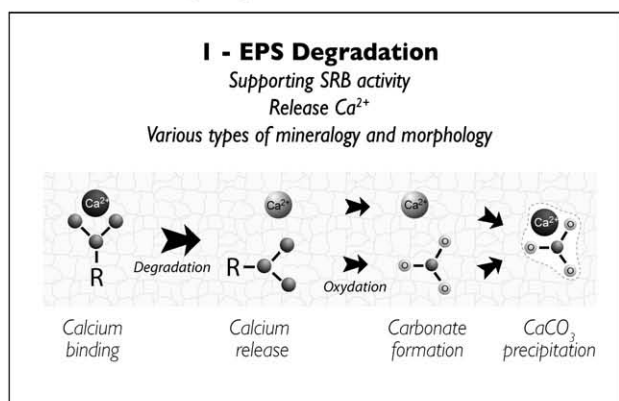 1 - EPS Degradation
Supporting SRB activity
Release Ca²⁺
Various types of mineralogy and morphology
Ca²⁺
R
Degradation
Ca²⁺
R
Oxydation
Ca²⁺
O
O
O
Ca²⁺
O
O
O
Calcium
binding
Calcium
release
Carbonate
formation
CaCO₃
precipitation